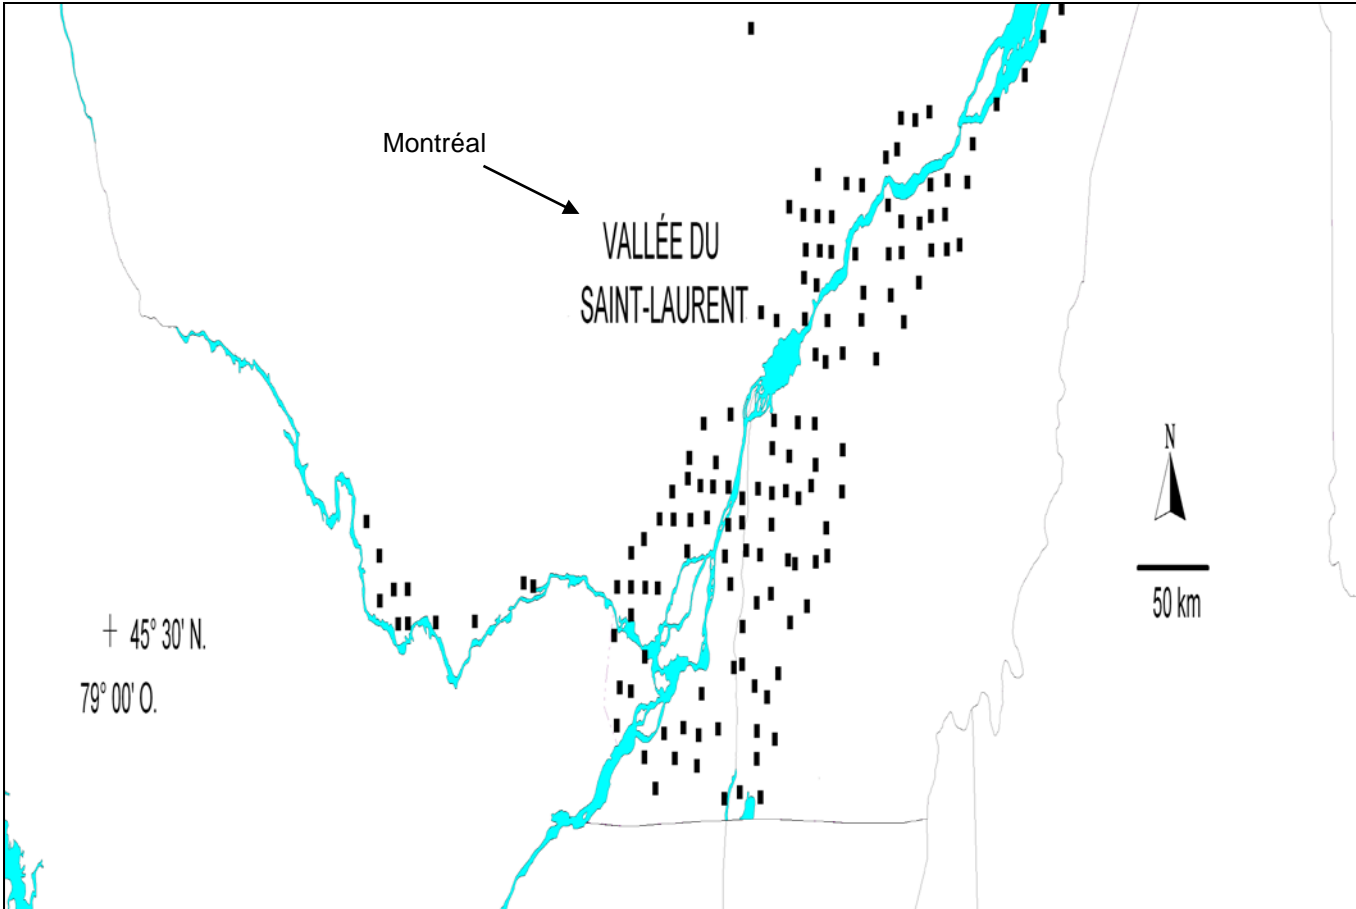 Montréal
VALLÉE DU
SAINT-LAURENT
N
50 km
45° 30' N.
79° 00' O.